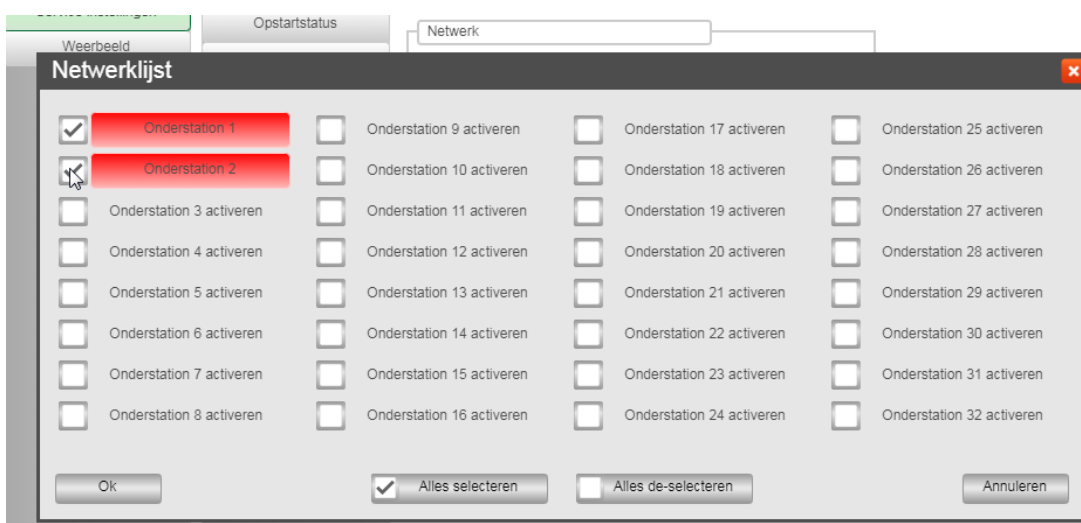 Service instellingen
Opstartstatus
Netwerk
Weerbeeld
Netwerklijst
Onderstation 1
Onderstation 9 activeren
Onderstation 17 activeren
Onderstation 25 activeren
Onderstation 2
Onderstation 10 activeren
Onderstation 18 activeren
Onderstation 26 activeren
Onderstation 3 activeren
Onderstation 11 activeren
Onderstation 19 activeren
Onderstation 27 activeren
Onderstation 4 activeren
Onderstation 12 activeren
Onderstation 20 activeren
Onderstation 28 activeren
Onderstation 5 activeren
Onderstation 13 activeren
Onderstation 21 activeren
Onderstation 29 activeren
Onderstation 6 activeren
Onderstation 14 activeren
Onderstation 22 activeren
Onderstation 30 activeren
Onderstation 7 activeren
Onderstation 15 activeren
Onderstation 23 activeren
Onderstation 31 activeren
Onderstation 8 activeren
Onderstation 16 activeren
Onderstation 24 activeren
Onderstation 32 activeren
Ok
Alles selecteren
Alles de-selecteren
Annuleren